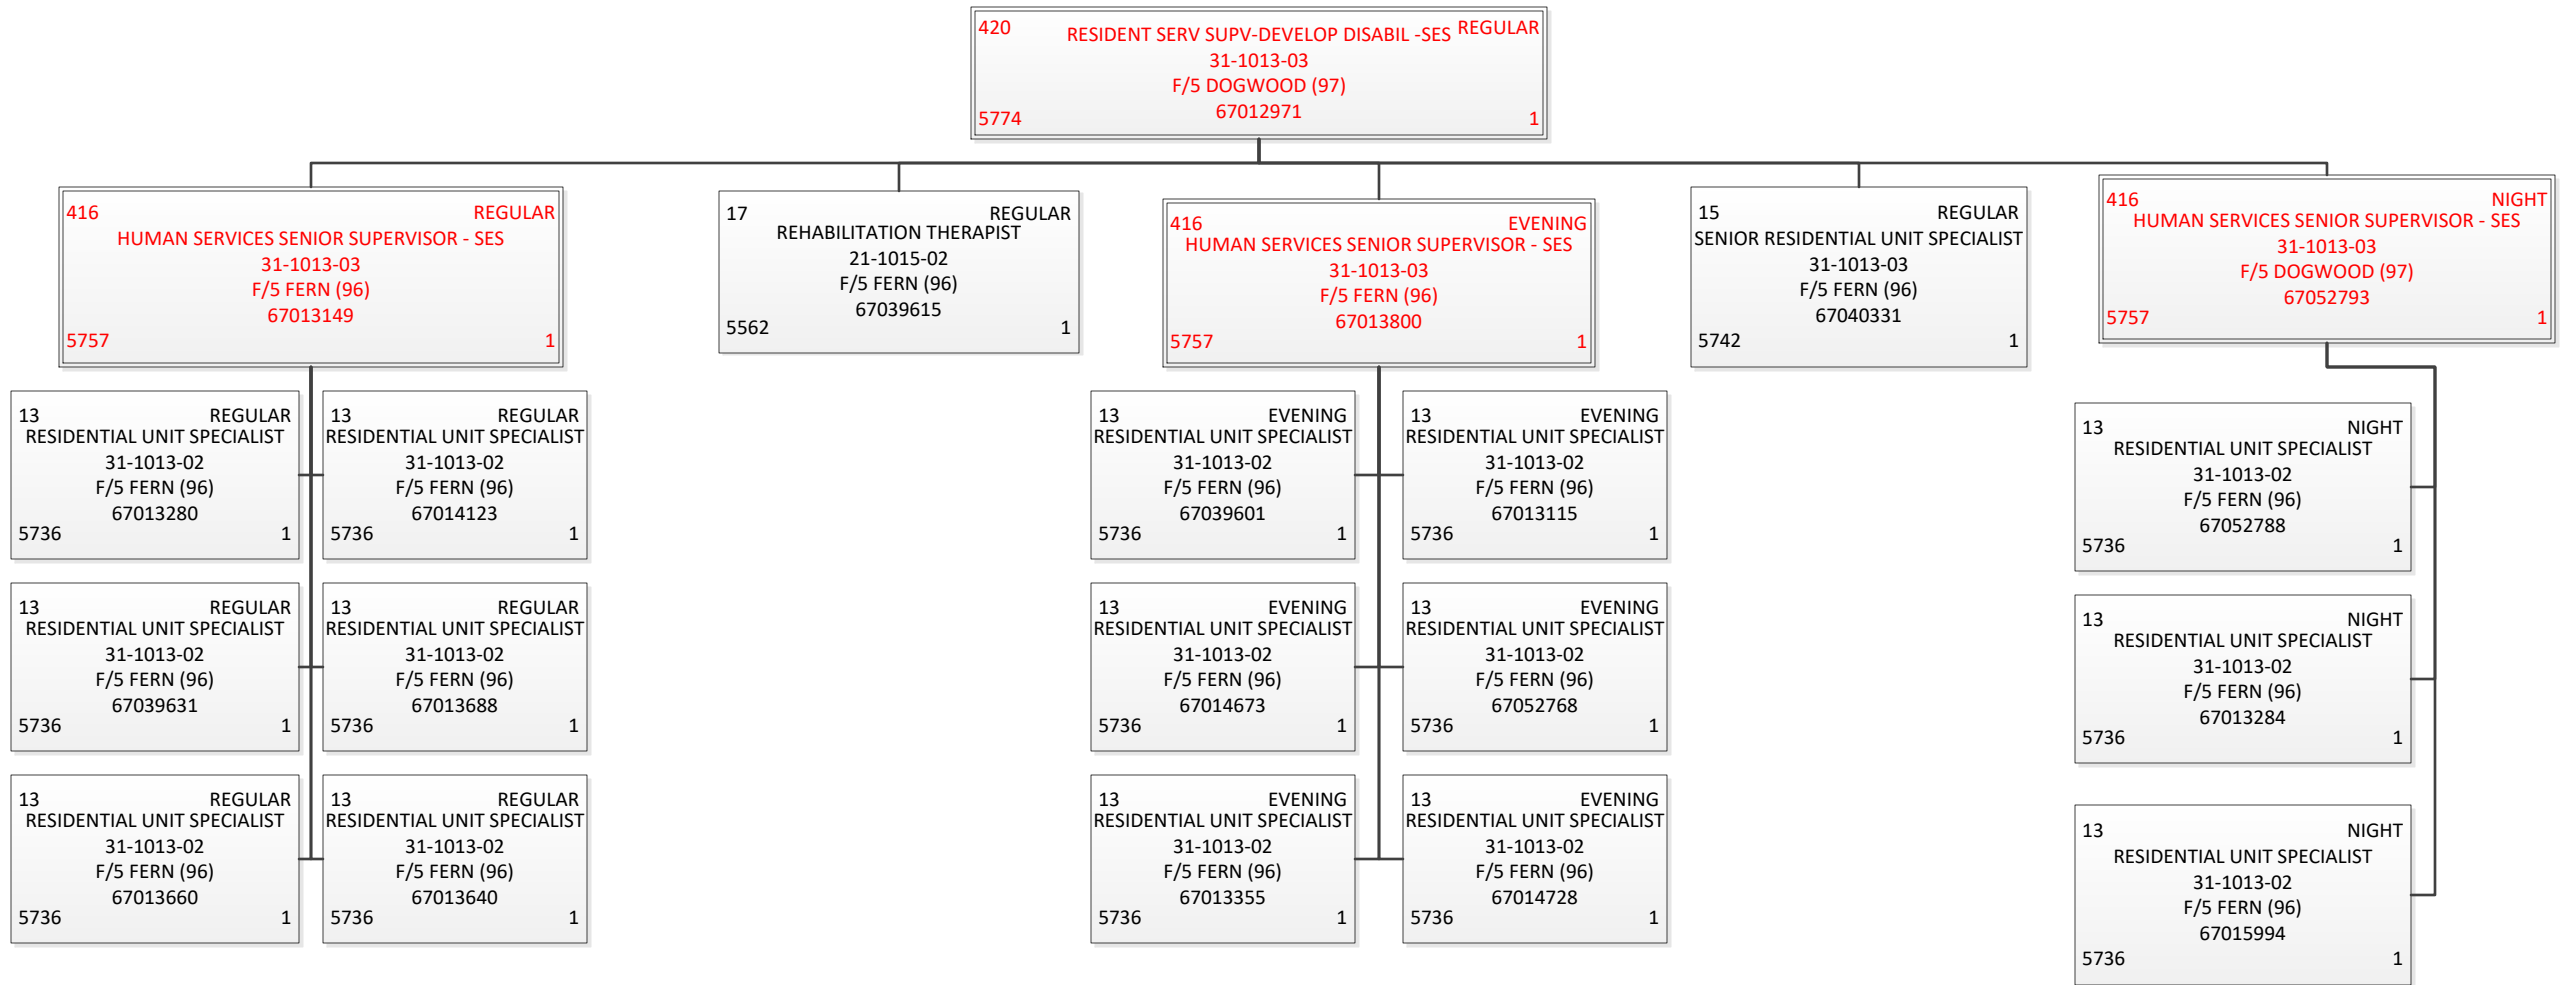 420 REGULAR
RESIDENT SERV SUPV-DEVELOP DISABIL -SES
31-1013-03
F/5 DOGWOOD (97)
67012971
5774 1
416 REGULAR
HUMAN SERVICES SENIOR SUPERVISOR - SES
31-1013-03
F/5 FERN (96)
67013149
5757 1
17 REGULAR
REHABILITATION THERAPIST
21-1015-02
F/5 FERN (96)
67039615
5562 1
416 EVENING
HUMAN SERVICES SENIOR SUPERVISOR - SES
31-1013-03
F/5 FERN (96)
67013800
5757 1
15 REGULAR
SENIOR RESIDENTIAL UNIT SPECIALIST
31-1013-03
F/5 FERN (96)
67040331
5742 1
416 NIGHT
HUMAN SERVICES SENIOR SUPERVISOR - SES
31-1013-03
F/5 DOGWOOD (97)
67052793
5757 1
13 REGULAR
RESIDENTIAL UNIT SPECIALIST
31-1013-02
F/5 FERN (96)
67013280
5736 1
13 REGULAR
RESIDENTIAL UNIT SPECIALIST
31-1013-02
F/5 FERN (96)
67014123
5736 1
13 REGULAR
RESIDENTIAL UNIT SPECIALIST
31-1013-02
F/5 FERN (96)
67039631
5736 1
13 REGULAR
RESIDENTIAL UNIT SPECIALIST
31-1013-02
F/5 FERN (96)
67013688
5736 1
13 REGULAR
RESIDENTIAL UNIT SPECIALIST
31-1013-02
F/5 FERN (96)
67013660
5736 1
13 REGULAR
RESIDENTIAL UNIT SPECIALIST
31-1013-02
F/5 FERN (96)
67013640
5736 1
13 EVENING
RESIDENTIAL UNIT SPECIALIST
31-1013-02
F/5 FERN (96)
67039601
5736 1
13 EVENING
RESIDENTIAL UNIT SPECIALIST
31-1013-02
F/5 FERN (96)
67013115
5736 1
13 EVENING
RESIDENTIAL UNIT SPECIALIST
31-1013-02
F/5 FERN (96)
67014673
5736 1
13 EVENING
RESIDENTIAL UNIT SPECIALIST
31-1013-02
F/5 FERN (96)
67052768
5736 1
13 EVENING
RESIDENTIAL UNIT SPECIALIST
31-1013-02
F/5 FERN (96)
67013355
5736 1
13 EVENING
RESIDENTIAL UNIT SPECIALIST
31-1013-02
F/5 FERN (96)
67014728
5736 1
13 NIGHT
RESIDENTIAL UNIT SPECIALIST
31-1013-02
F/5 FERN (96)
67052788
5736 1
13 NIGHT
RESIDENTIAL UNIT SPECIALIST
31-1013-02
F/5 FERN (96)
67013284
5736 1
13 NIGHT
RESIDENTIAL UNIT SPECIALIST
31-1013-02
F/5 FERN (96)
67015994
5736 1